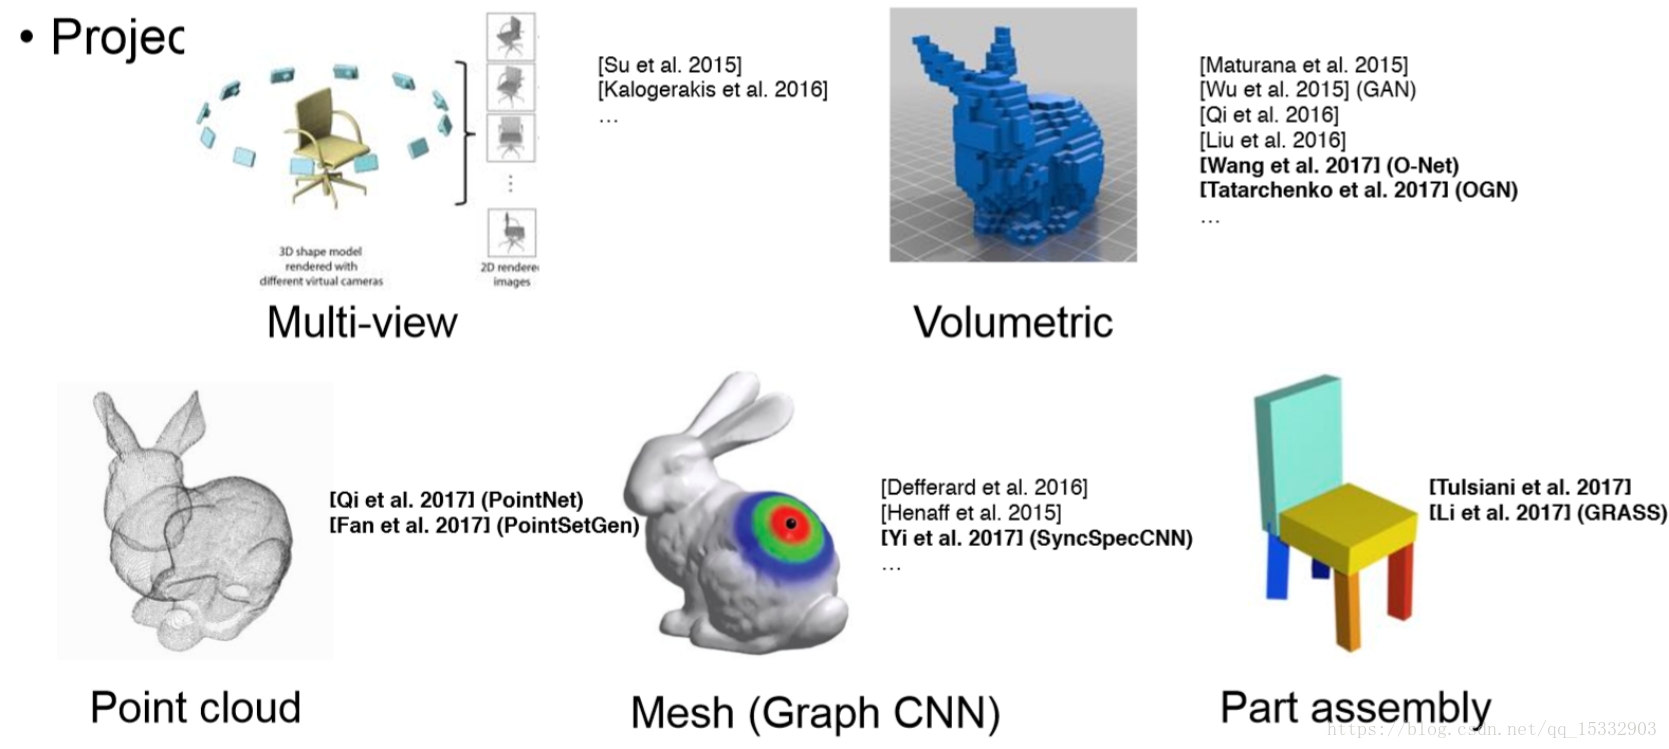 • Projec
[Su et al. 2015]
[Kalogerakis et al. 2016]
...
3D shape model
rendered with
different virtual cameras
2D rendere
images
Multi-view
[Maturana et al. 2015]
[Wu et al. 2015] (GAN)
[Qi et al. 2016]
[Liu et al. 2016]
[Wang et al. 2017] (O-Net)
[Tatarchenko et al. 2017] (OGN)
...
Volumetric
[Qi et al. 2017] (PointNet)
[Fan et al. 2017] (PointSetGen)
Point cloud
[Defferard et al. 2016]
[Henaff et al. 2015]
[Yi et al. 2017] (SyncSpecCNN)
...
Mesh (Graph CNN)
[Tulsiani et al. 2017]
[Li et al. 2017] (GRASS)
Part assembly
https://blog.csdn.net/qq_15332903